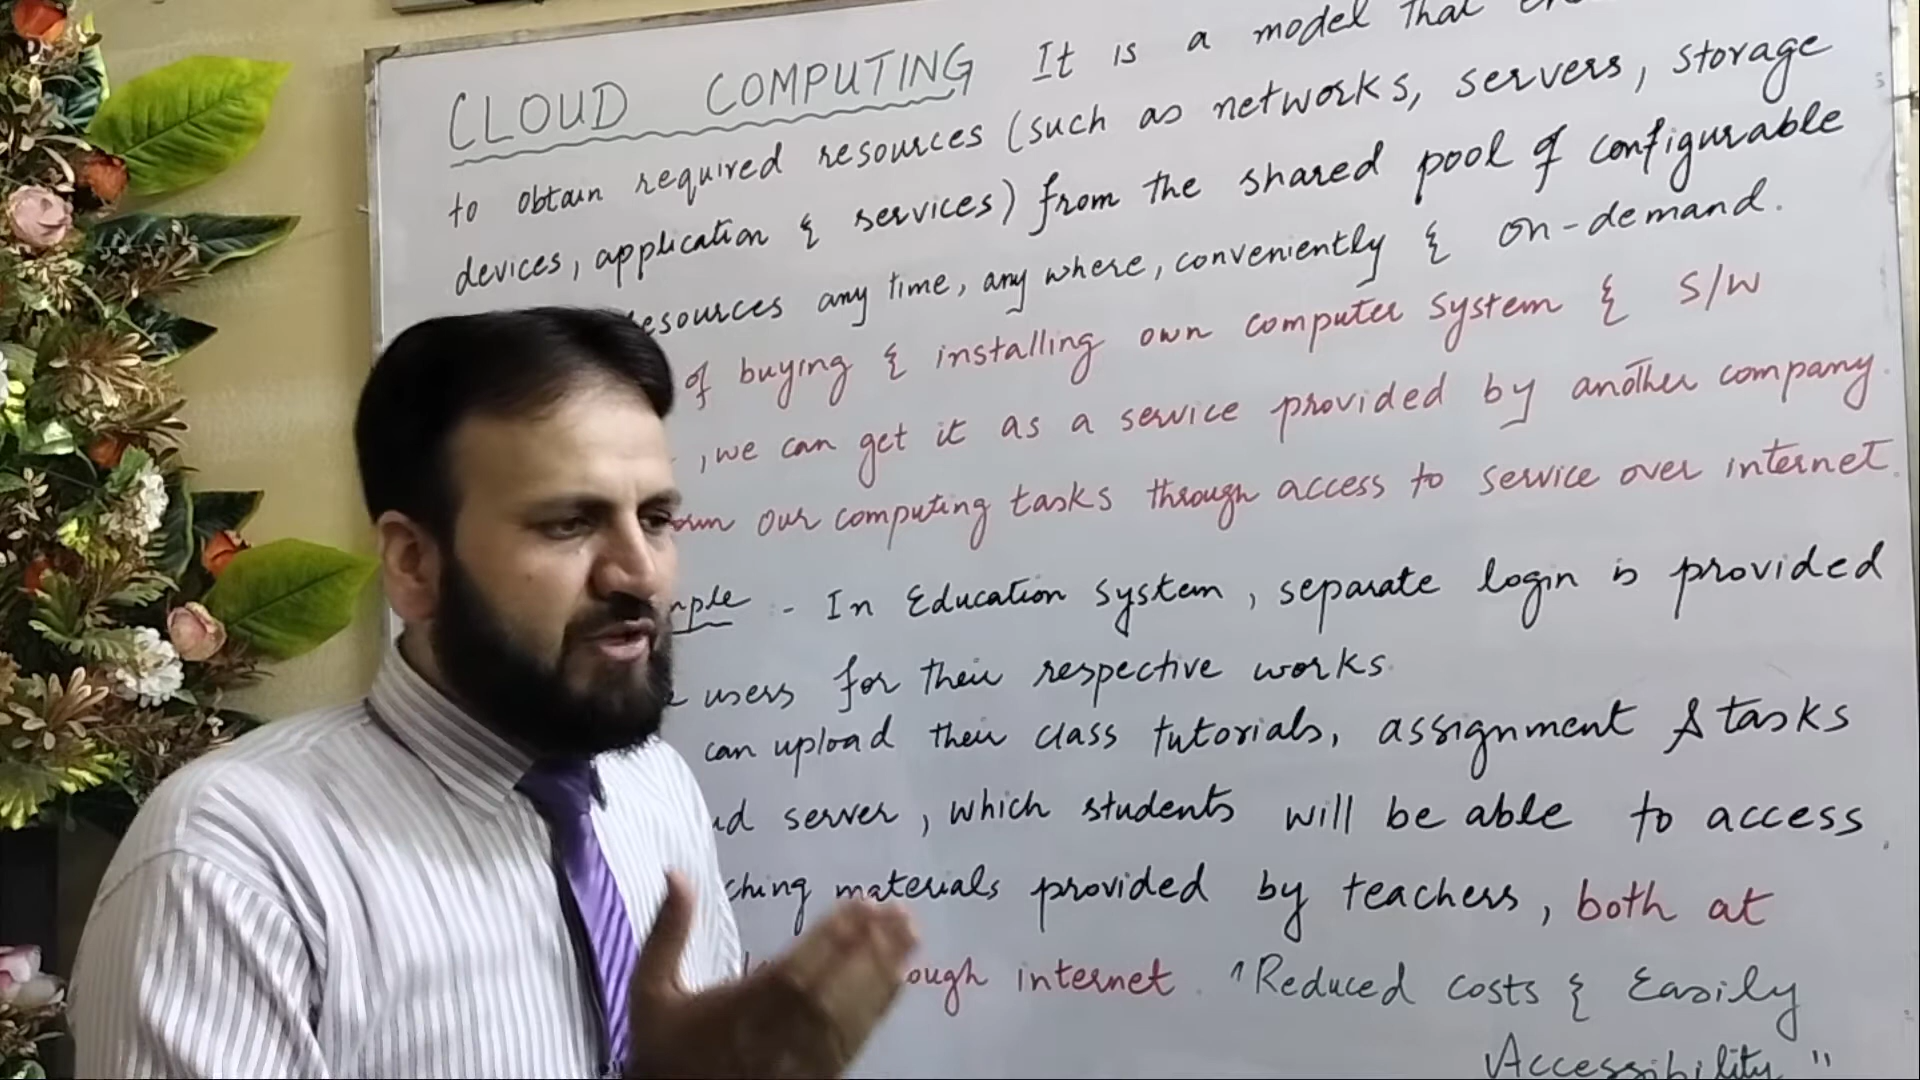 CLOUD COMPUTING It is a model that
to obtain required resources (such as networks, servers, storage
devices, application & services) from the shared pool of configurable
resources any time, any where, conveniently & on-demand.
of buying & installing own computer system & S/W
, we can get it as a service provided by another company.
our computing tasks through access to service over internet.
- In Education system, separate login is provided
users for their respective works.
can upload their class tutorials, assignment & tasks
server, which students will be able to access
materials provided by teachers, both at
internet. "Reduced costs & Easily
Accessibility"